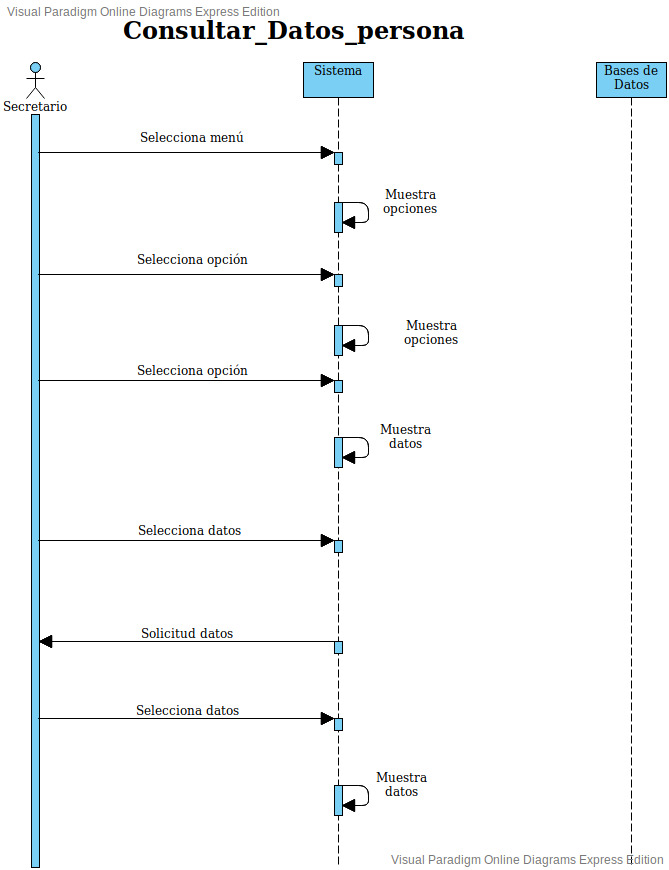 Visual Paradigm Online Diagrams Express Edition
Consultar_Datos_persona
Secretario
Sistema
Bases de
Datos
Selecciona menú
Muestra
opciones
Selecciona opción
Muestra
opciones
Selecciona opción
Muestra
datos
Selecciona datos
Solicitud datos
Selecciona datos
Muestra
datos
Visual Paradigm Online Diagrams Express Edition